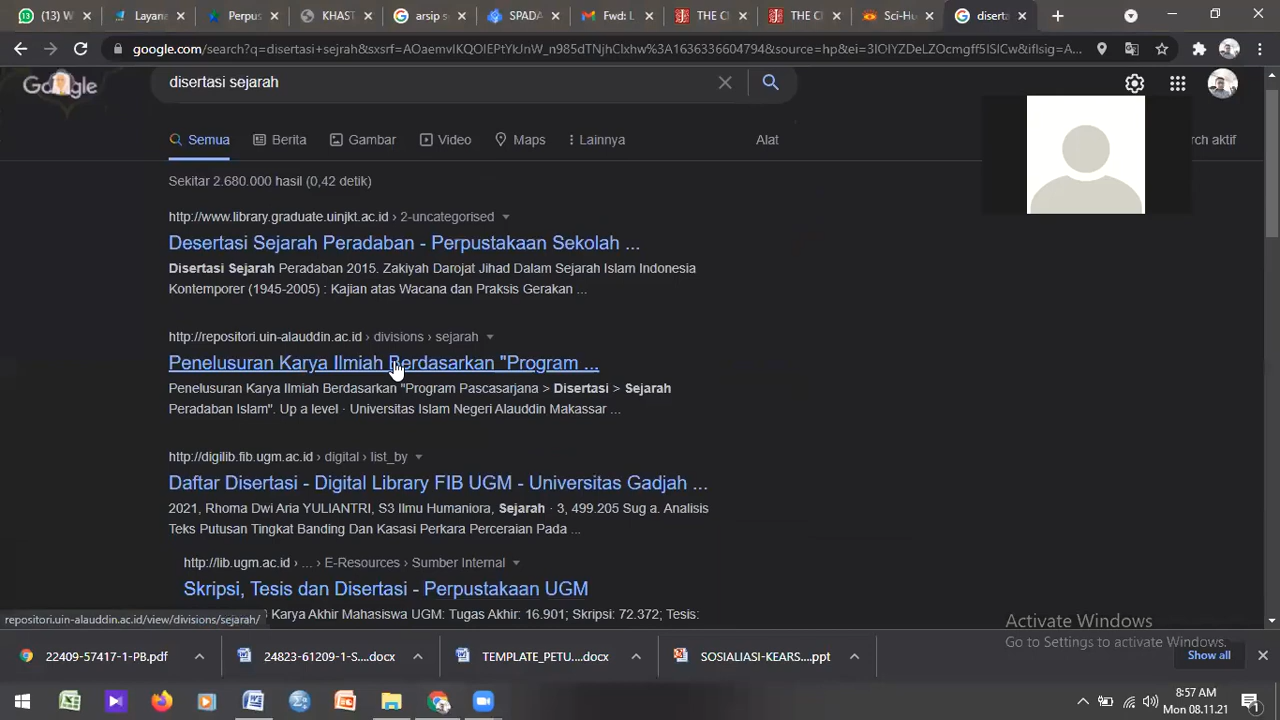 (13) W
Layana
Perpus
KHAST
arsip s
SPADA
Fwd: L
THE C
THE C
Sci-Hu
diserta
google.com/search?q=disertasi+sejrah&sxsrf=AOaemvIKQOIEPtYkJnW_n985dTNjhClxhw%3A1636336604794&source=hp&ei=3IOIYZDeLZOcmgff5ISICw&iflsig=A...
Google
disertasi sejarah
Semua
Berita
Gambar
Video
Maps
Lainnya
Alat
rch aktif
Sekitar 2.680.000 hasil (0,42 detik)
http://www.library.graduate.uinjkt.ac.id › 2-uncategorised
Desertasi Sejarah Peradaban - Perpustakaan Sekolah ...
Disertasi Sejarah Peradaban 2015. Zakiyah Darojat Jihad Dalam Sejarah Islam Indonesia
Kontemporer (1945-2005) : Kajian atas Wacana dan Praksis Gerakan ...
http://repositori.uin-alauddin.ac.id › divisions › sejarah
Penelusuran Karya Ilmiah Berdasarkan "Program ...
Penelusuran Karya Ilmiah Berdasarkan "Program Pascasarjana > Disertasi > Sejarah
Peradaban Islam". Up a level · Universitas Islam Negeri Alauddin Makassar ...
http://digilib.fib.ugm.ac.id › digital › list_by
Daftar Disertasi - Digital Library FIB UGM - Universitas Gadjah ...
2021, Rhoma Dwi Aria YULIANTRI, S3 Ilmu Humaniora, Sejarah · 3, 499.205 Sug a. Analisis
Teks Putusan Tingkat Banding Dan Kasasi Perkara Perceraian Pada ...
http://lib.ugm.ac.id › ... › E-Resources › Sumber Internal
Skripsi, Tesis dan Disertasi - Perpustakaan UGM
Karya Akhir Mahasiswa UGM: Tugas Akhir: 16.901; Skripsi: 72.372; Tesis:
repositori.uin-alauddin.ac.id/view/divisions/sejarah/
Activate Windows
Go to Settings to activate Windows.
22409-57417-1-PB.pdf
24823-61209-1-S....docx
TEMPLATE_PETU....docx
SOSIALIASI-KEARS....ppt
Show all
8:57 AM
Mon 08.11.21